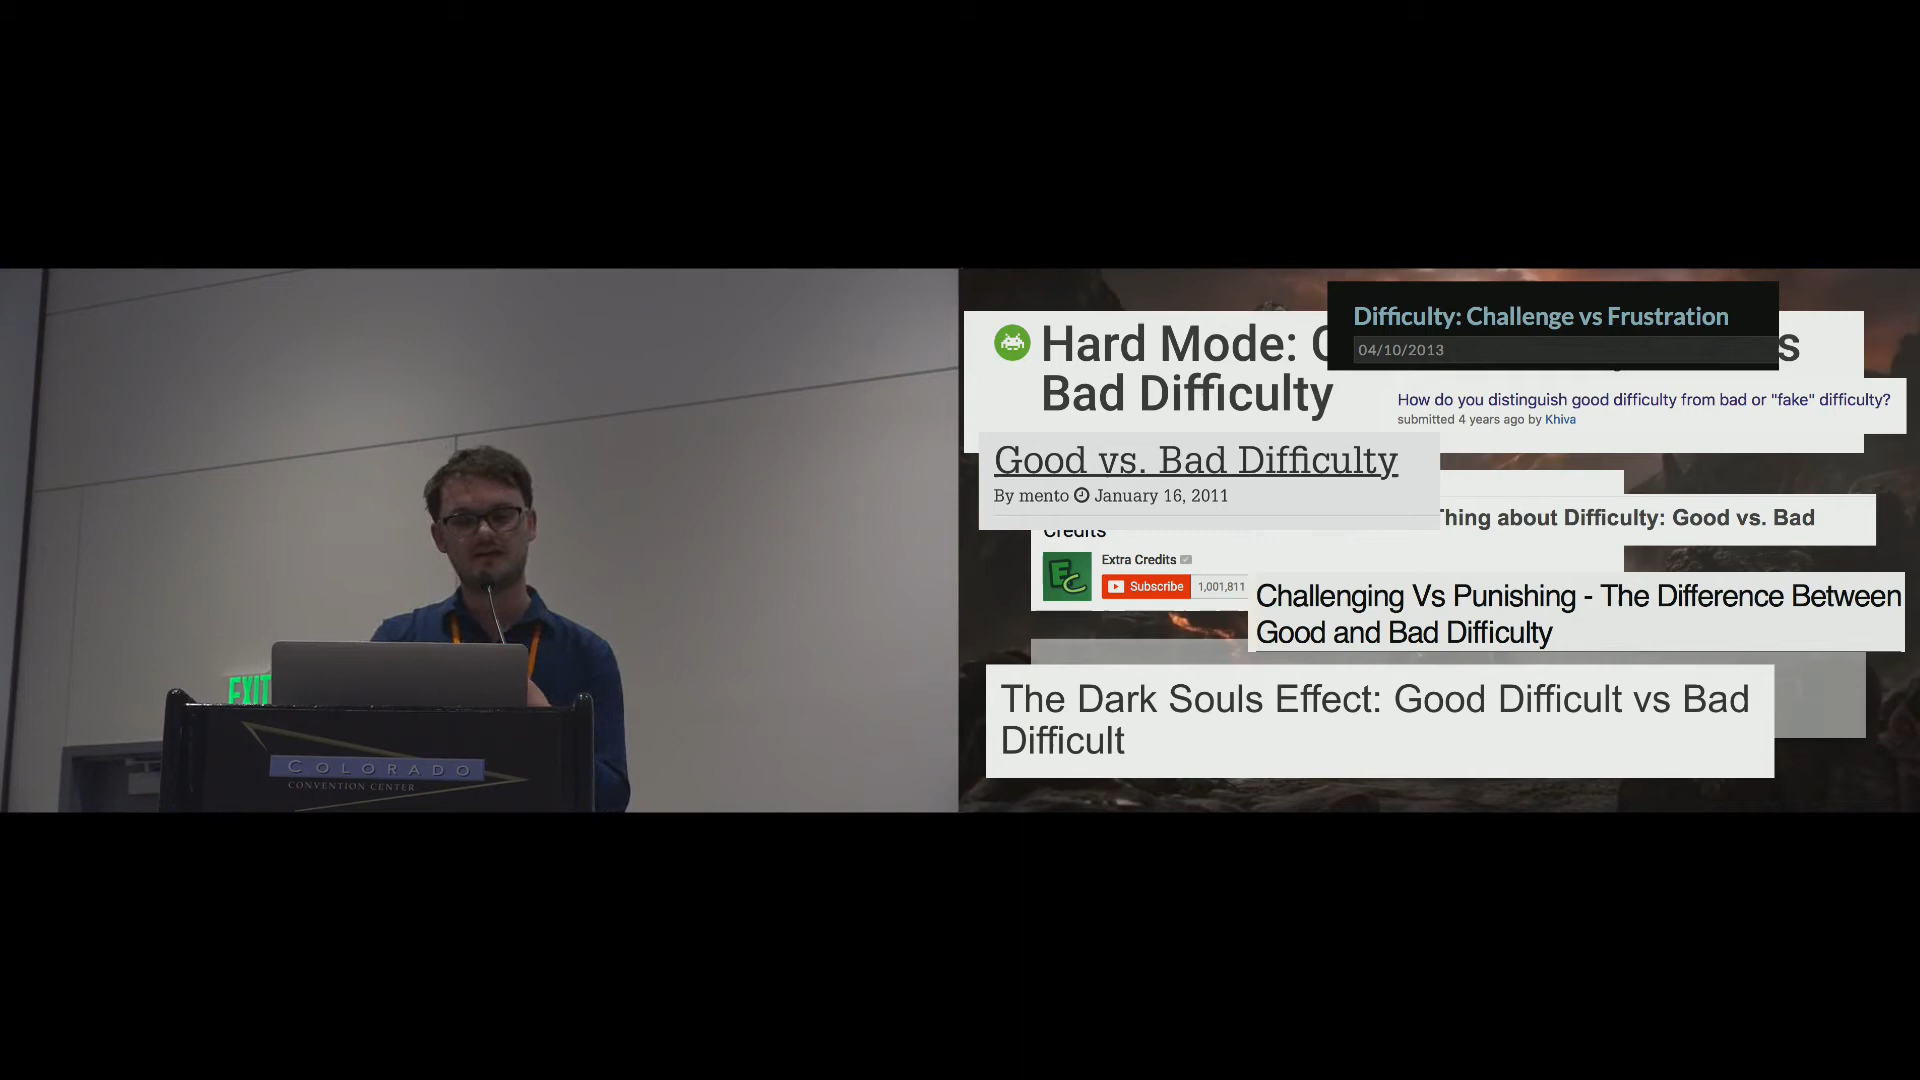 EXIT
COLORADO
CONVENTION CENTER
Difficulty: Challenge vs Frustration
04/10/2013
Hard Mode:
Bad Difficulty
How do you distinguish good difficulty from bad or "fake" difficulty?
submitted 4 years ago by Khiva
Good vs. Bad Difficulty
By mento January 16, 2011
Thing about Difficulty: Good vs. Bad
Credits
Extra Credits
Subscribe 1,001,811
Challenging Vs Punishing - The Difference Between
Good and Bad Difficulty
The Dark Souls Effect: Good Difficult vs Bad
Difficult